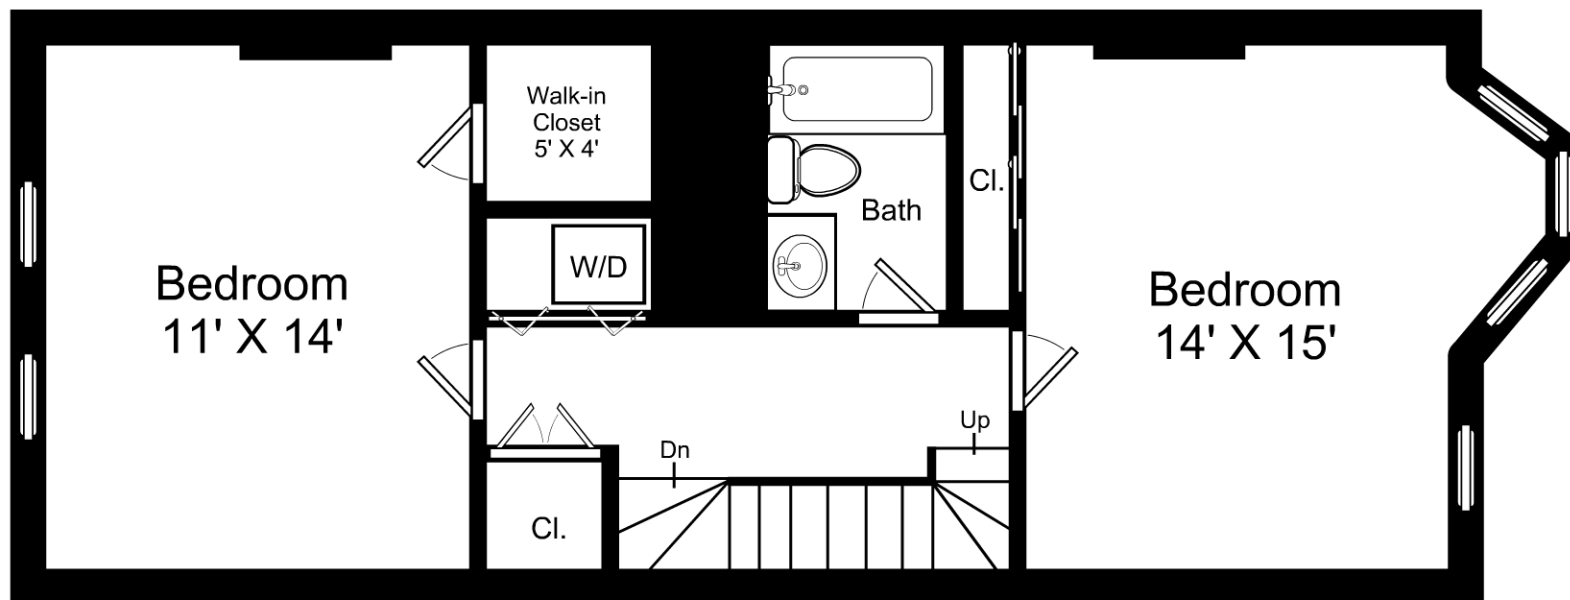 Walk-in
Closet
5' X 4'
Cl.
Bath
W/D
Bedroom
11' X 14'
Bedroom
14' X 15'
Up
Dn
Cl.